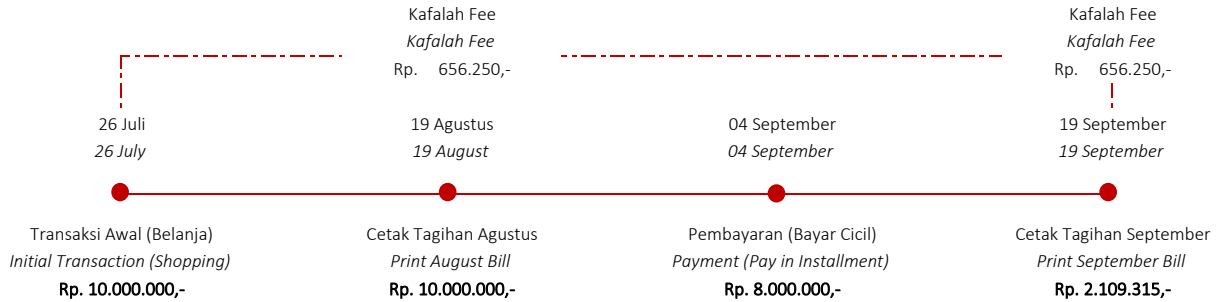 Kafalah Fee
Kafalah Fee
Rp. 656.250,-
Kafalah Fee
Kafalah Fee
Rp. 656.250,-
26 Juli
26 July
19 Agustus
19 August
04 September
04 September
19 September
19 September
Transaksi Awal (Belanja)
Initial Transaction (Shopping)
Rp. 10.000.000,-
Cetak Tagihan Agustus
Print August Bill
Rp. 10.000.000,-
Pembayaran (Bayar Cicil)
Payment (Pay in Installment)
Rp. 8.000.000,-
Cetak Tagihan September
Print September Bill
Rp. 2.109.315,-